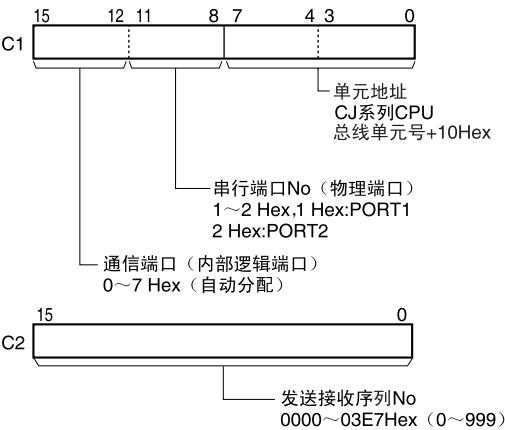 15 12 11 8 7 4 3 0
C1
单元地址
CJ系列CPU
总线单元号+10Hex
串行端口No（物理端口）
1～2 Hex,1 Hex:PORT1
2 Hex:PORT2
通信端口（内部逻辑端口）
0～7 Hex（自动分配）
15 0
C2
发送接收序列No
0000～03E7Hex（0～999）